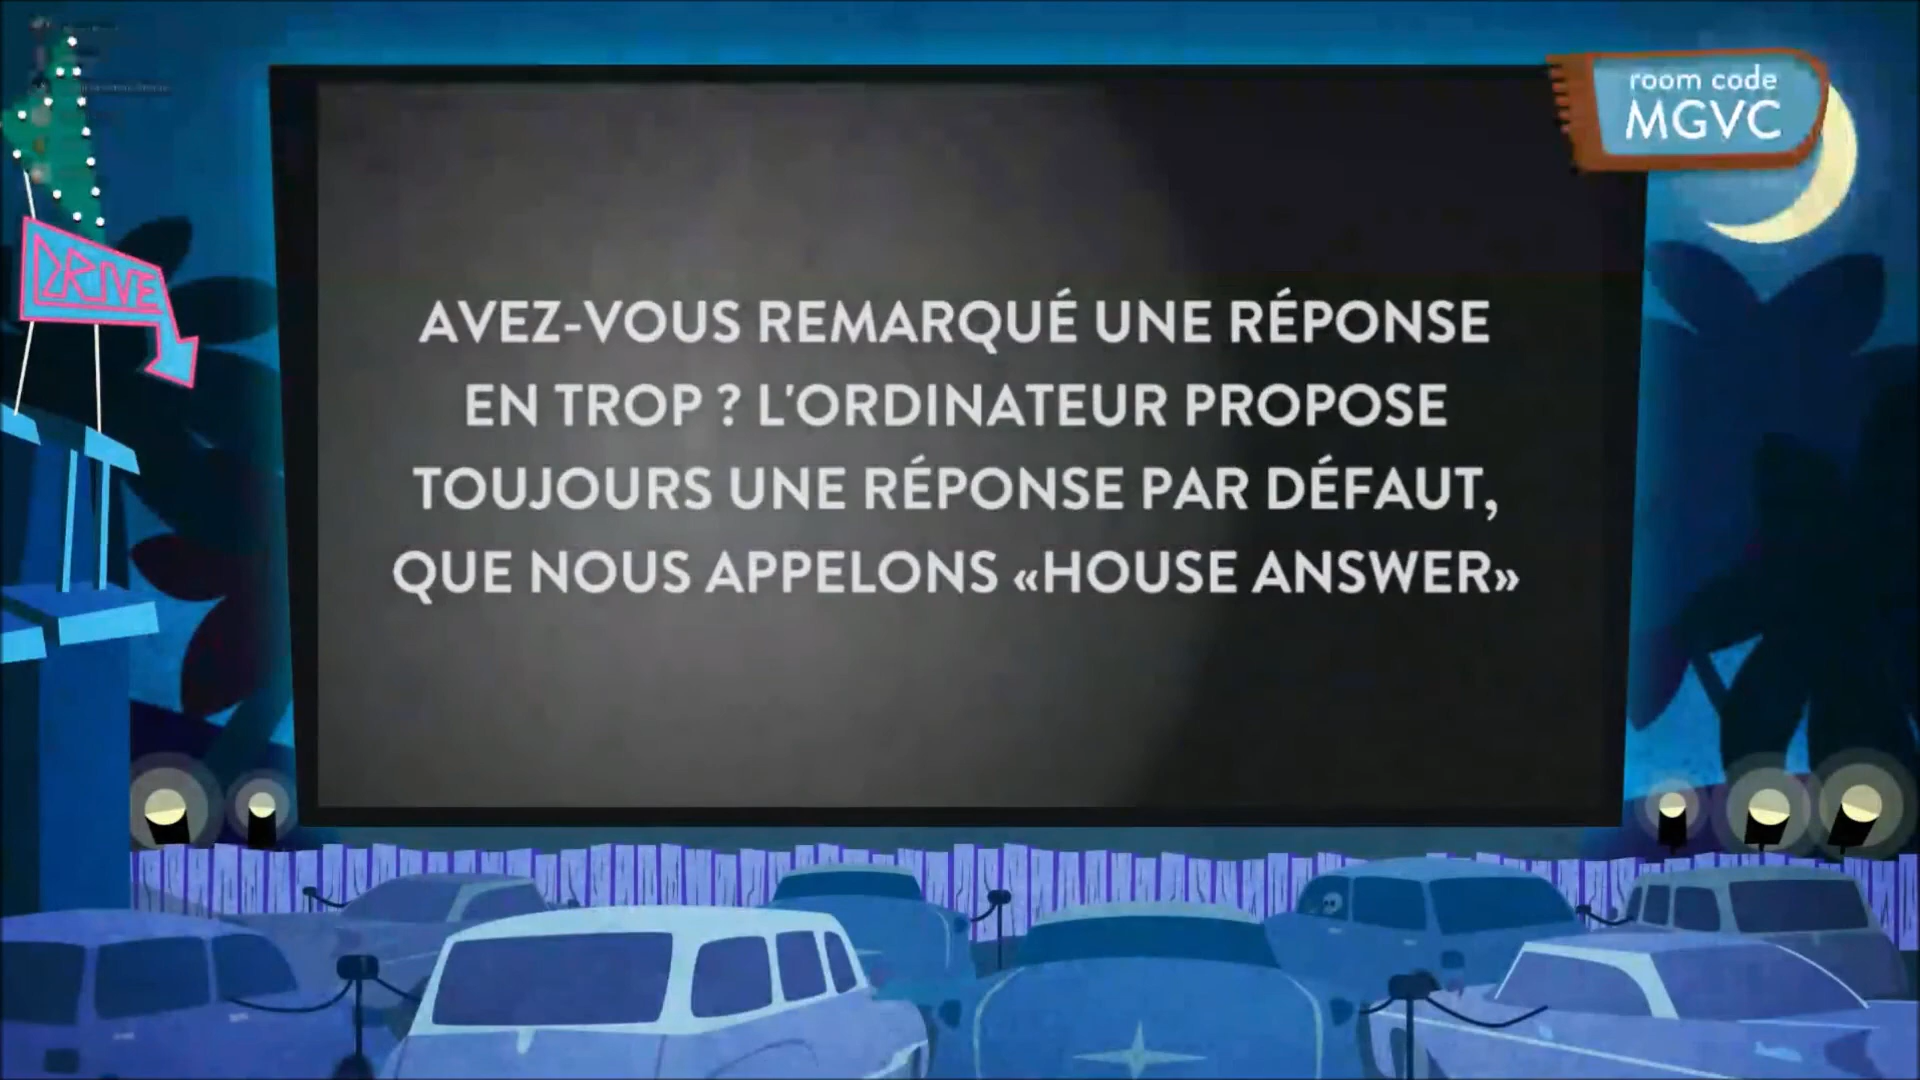 room code
MGVC
DRIVE
AVEZ-VOUS REMARQUÉ UNE RÉPONSE
EN TROP ? L'ORDINATEUR PROPOSE
TOUJOURS UNE RÉPONSE PAR DÉFAUT,
QUE NOUS APPELONS «HOUSE ANSWER»